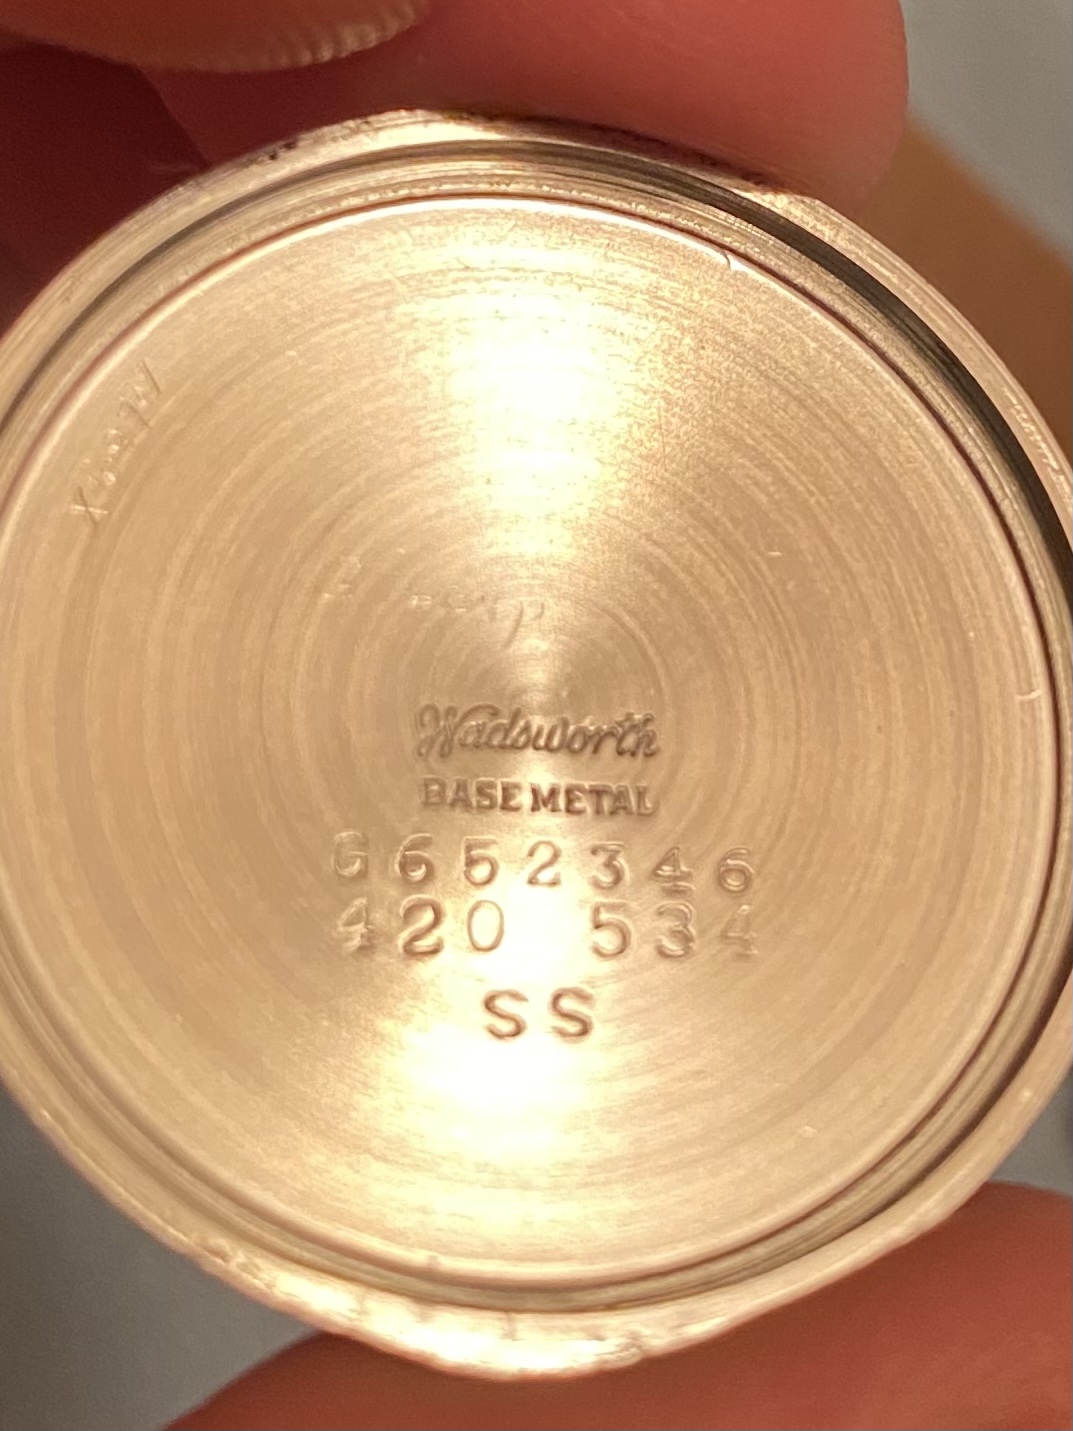 Wadsworth
BASE METAL
G652346
420 534
SS